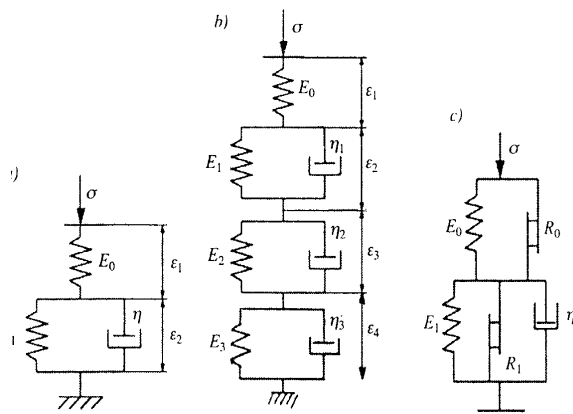 b)
σ
E₀
ε₁
E₁
η₁
ε₂
E₂
η₂
ε₃
E₃
η₃
ε₄
)
σ
E₀
ε₁
η
ε₂
c)
σ
E₀
R₀
E₁
R₁
η